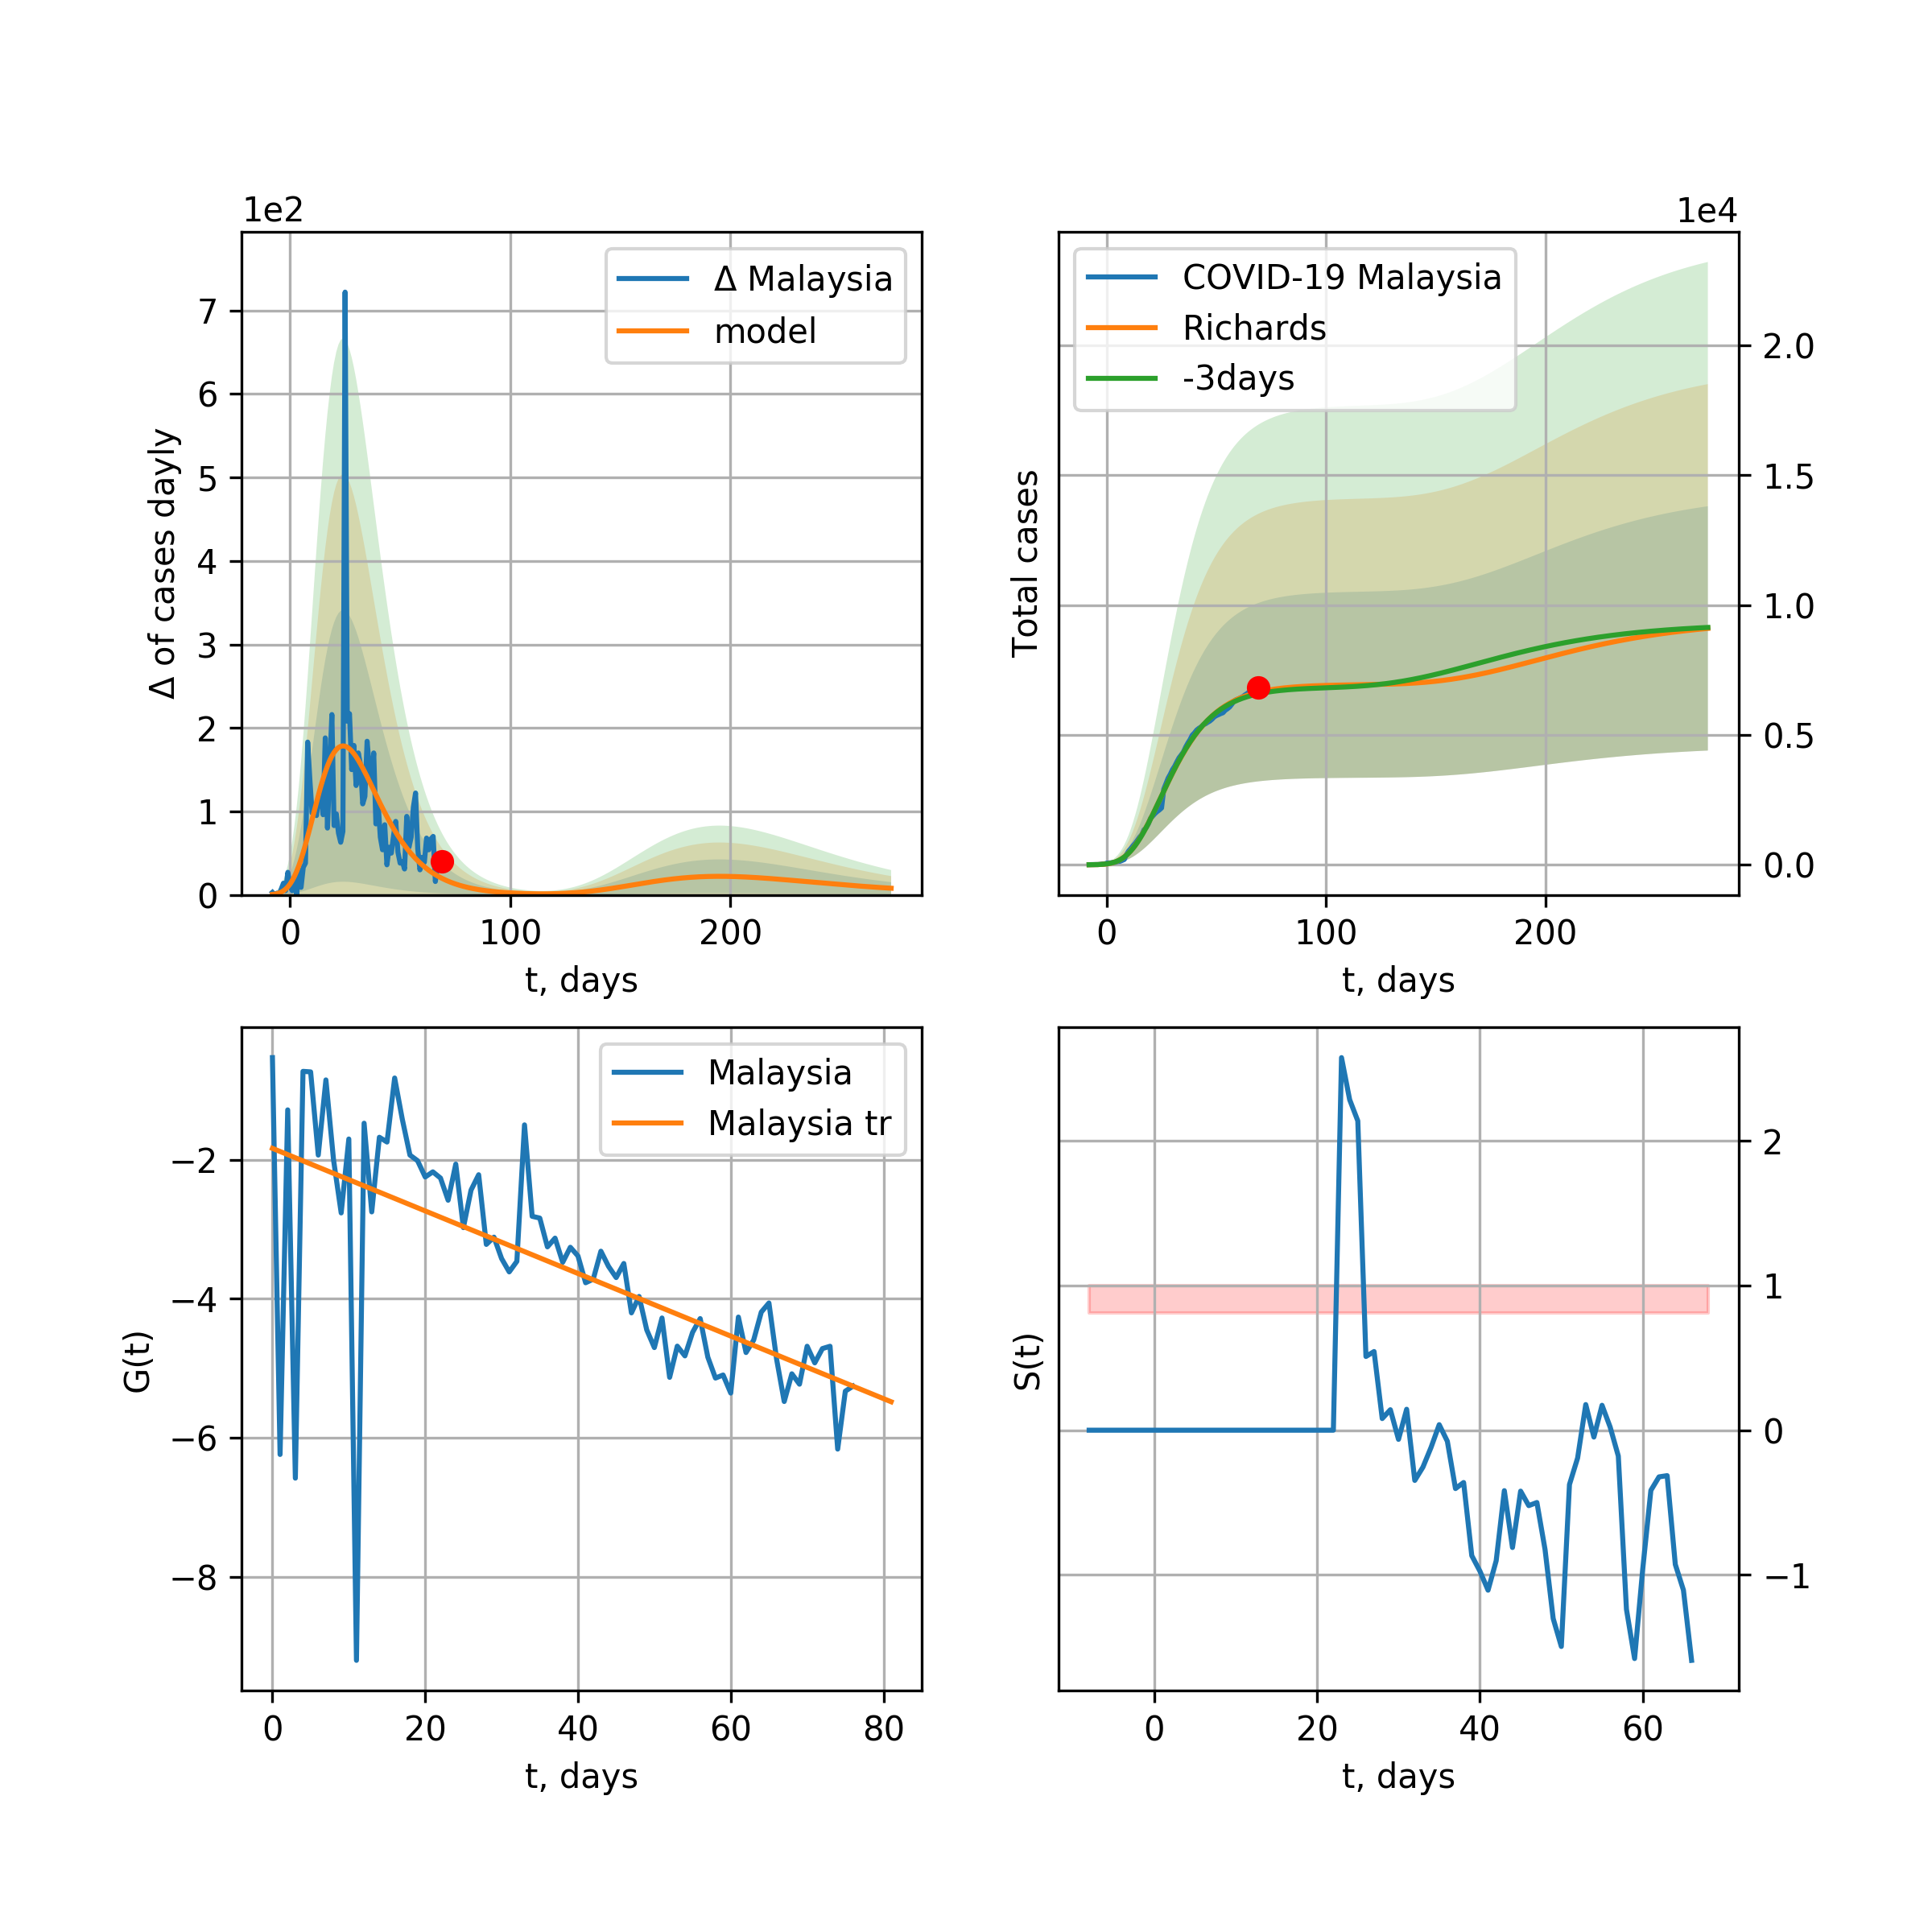 1e2
Δ of cases dayly
7
6
5
4
3
2
1
0
Δ Malaysia
model
0 100 200
t, days
1e4
Total cases
COVID-19 Malaysia
Richards
-3days
2.0
1.5
1.0
0.5
0.0
0 100 200
t, days
G(t)
−2
−4
−6
−8
Malaysia
Malaysia tr
0 20 40 60 80
t, days
S(t)
2
1
0
−1
0 20 40 60
t, days